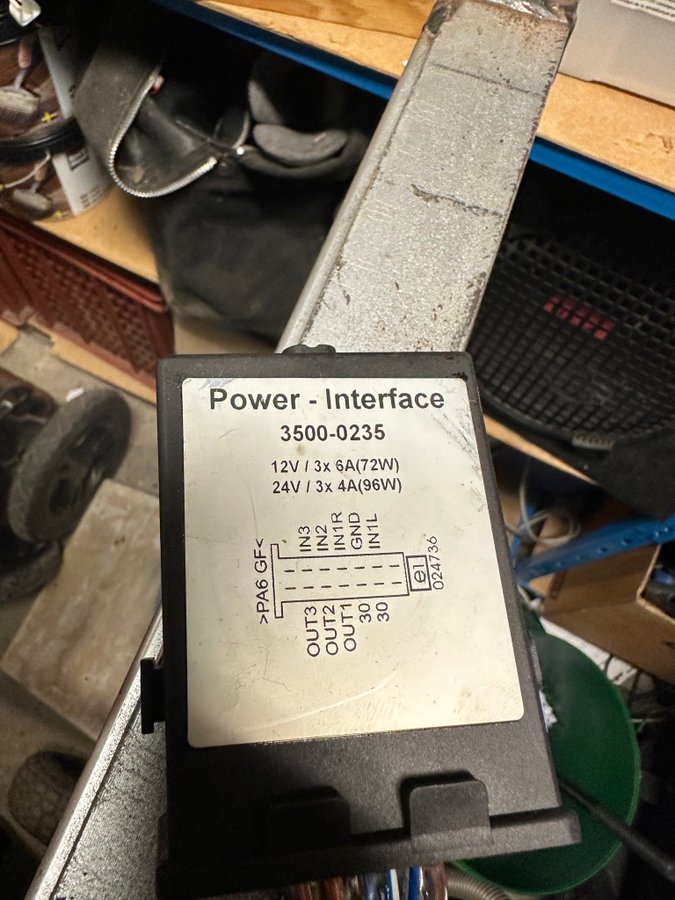 Power - Interface
3500-0235
12V / 3x 6A(72W)
24V / 3x 4A(96W)
>PA6 GF<
IN3
IN2
IN1R
GND
IN1L
OUT3
OUT2
OUT1
30
30
e1
024736